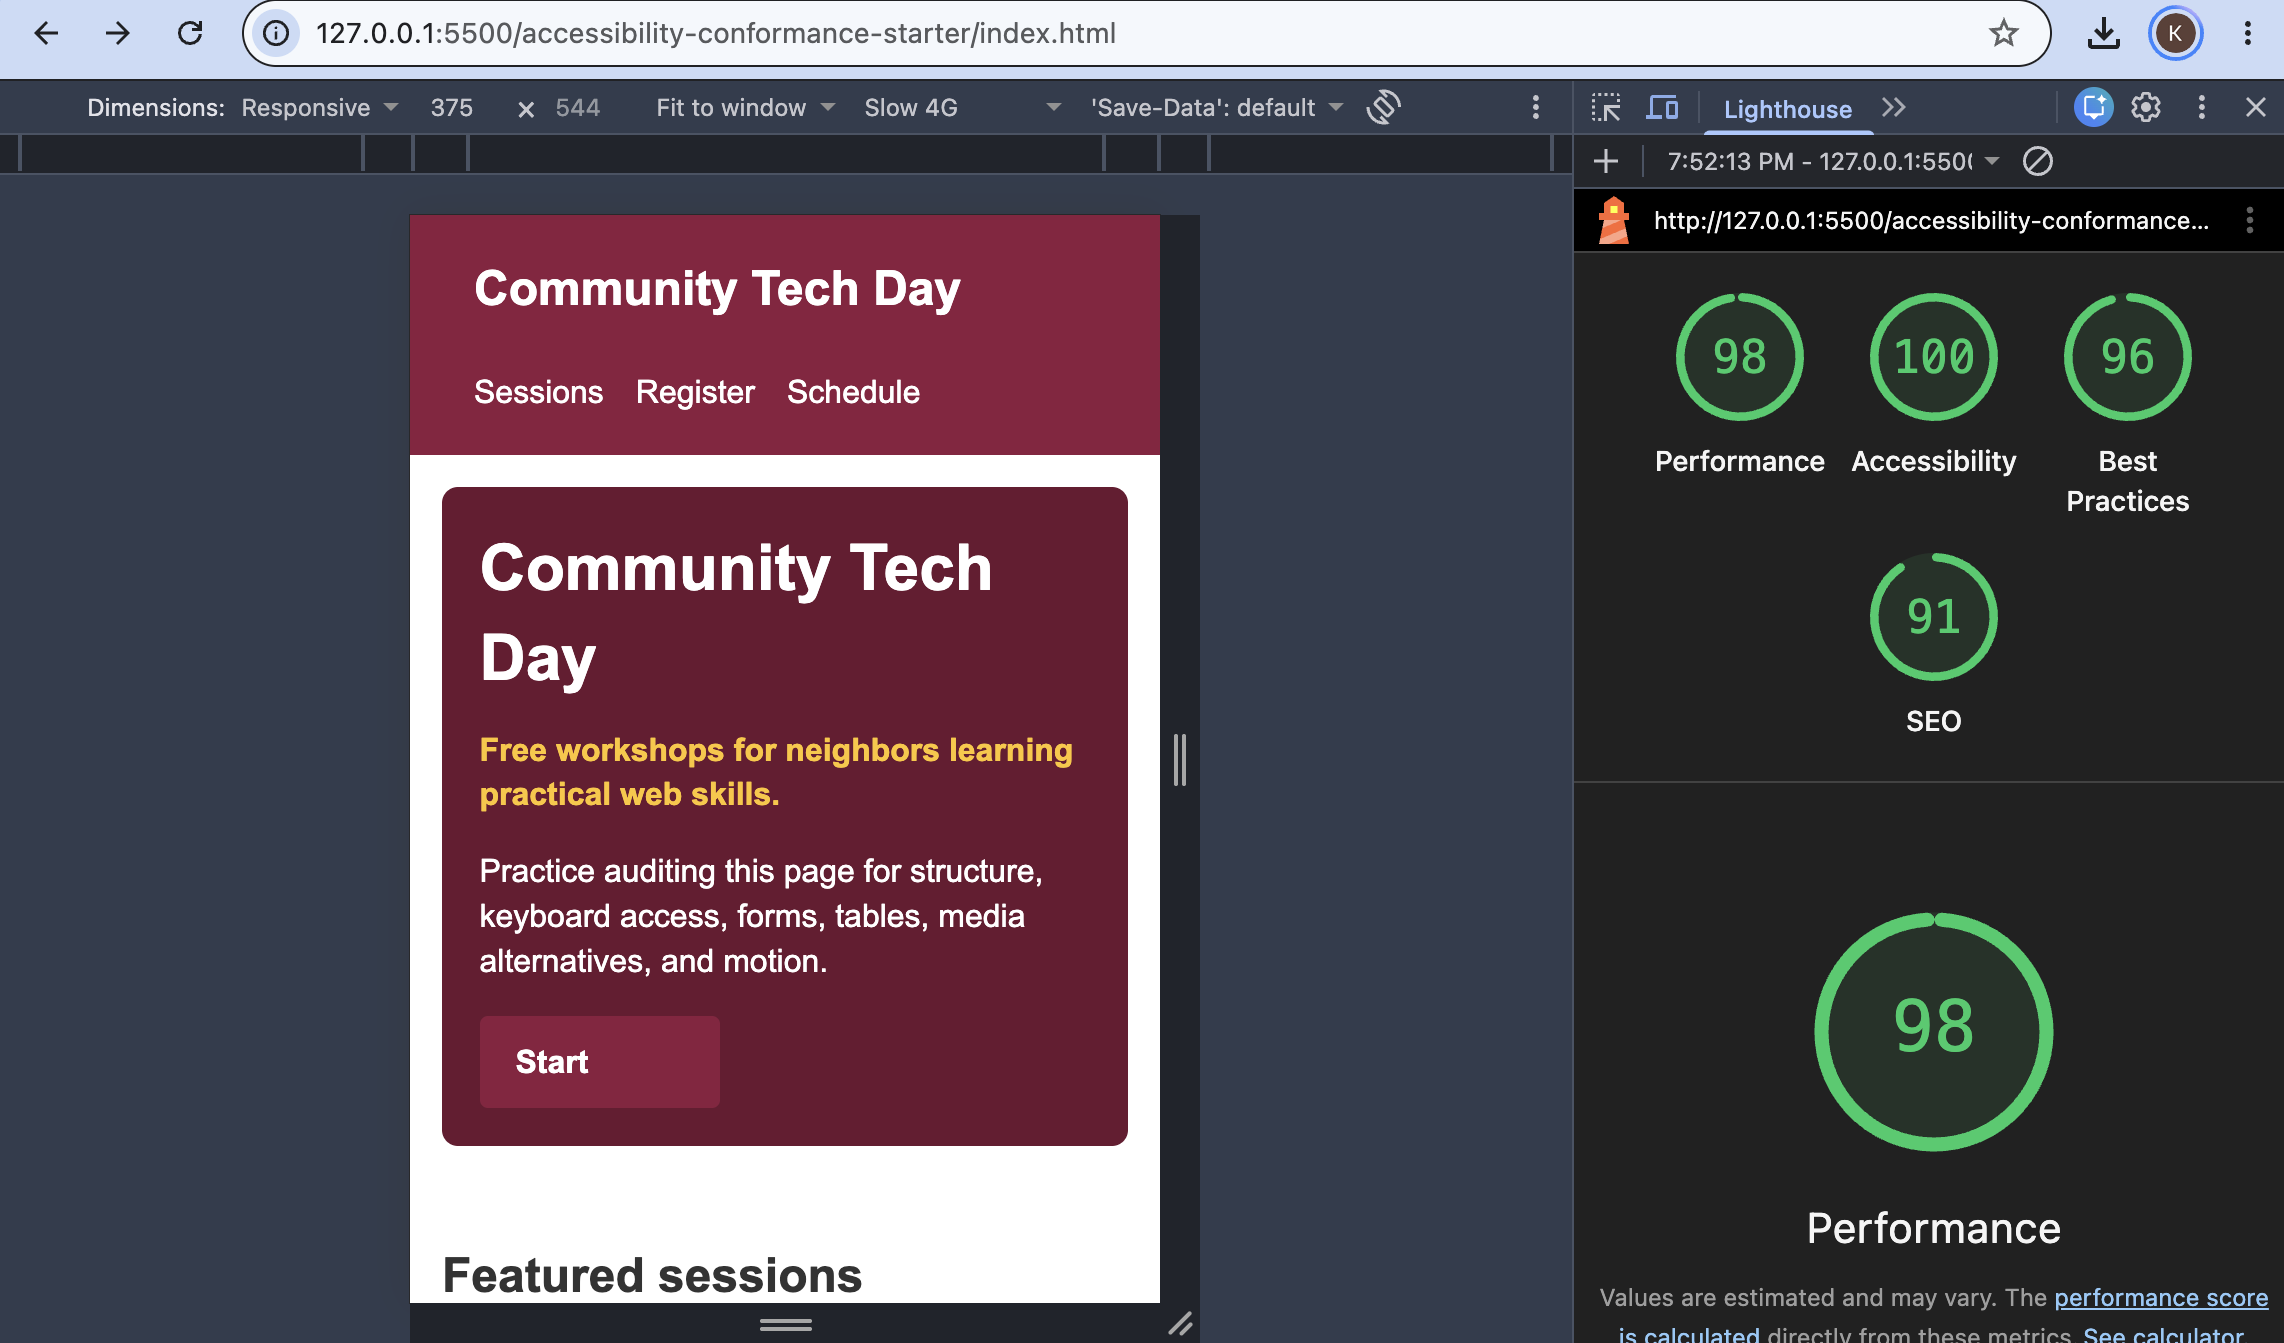 127.0.0.1:5500/accessibility-conformance-starter/index.html
K
Dimensions: Responsive 375 × 544 Fit to window Slow 4G 'Save-Data': default
Lighthouse
7:52:13 PM - 127.0.0.1:550
http://127.0.0.1:5500/accessibility-conformance...
Community Tech Day
Sessions Register Schedule
Community Tech
Day
Free workshops for neighbors learning
practical web skills.
Practice auditing this page for structure,
keyboard access, forms, tables, media
alternatives, and motion.
Start
Featured sessions
98
Performance
100
Accessibility
96
Best
Practices
91
SEO
98
Performance
Values are estimated and may vary. The performance score
is calculated directly from these metrics. See calculator